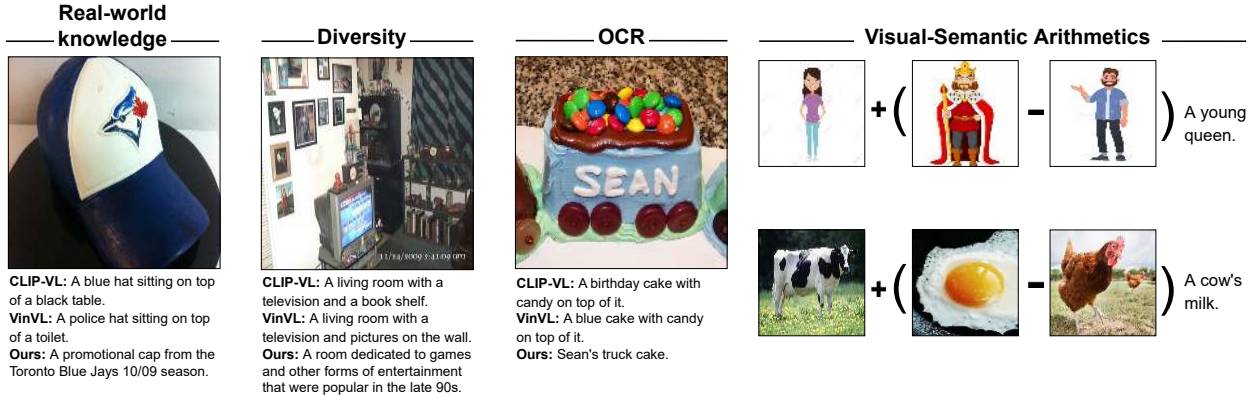 Real-world
knowledge
Diversity
OCR
Visual-Semantic Arithmetics
11/24/2009
SEAN
+ ( - ) A young
queen.
+ ( - ) A cow's
milk.
CLIP-VL: A blue hat sitting on top
of a black table.
VinVL: A police hat sitting on top
of a toilet.
Ours: A promotional cap from the
Toronto Blue Jays 10/09 season.
CLIP-VL: A living room with a
television and a book shelf.
VinVL: A living room with a
television and pictures on the wall.
Ours: A room dedicated to games
and other forms of entertainment
that were popular in the late 90s.
CLIP-VL: A birthday cake with
candy on top of it.
VinVL: A blue cake with candy
on top of it.
Ours: Sean's truck cake.